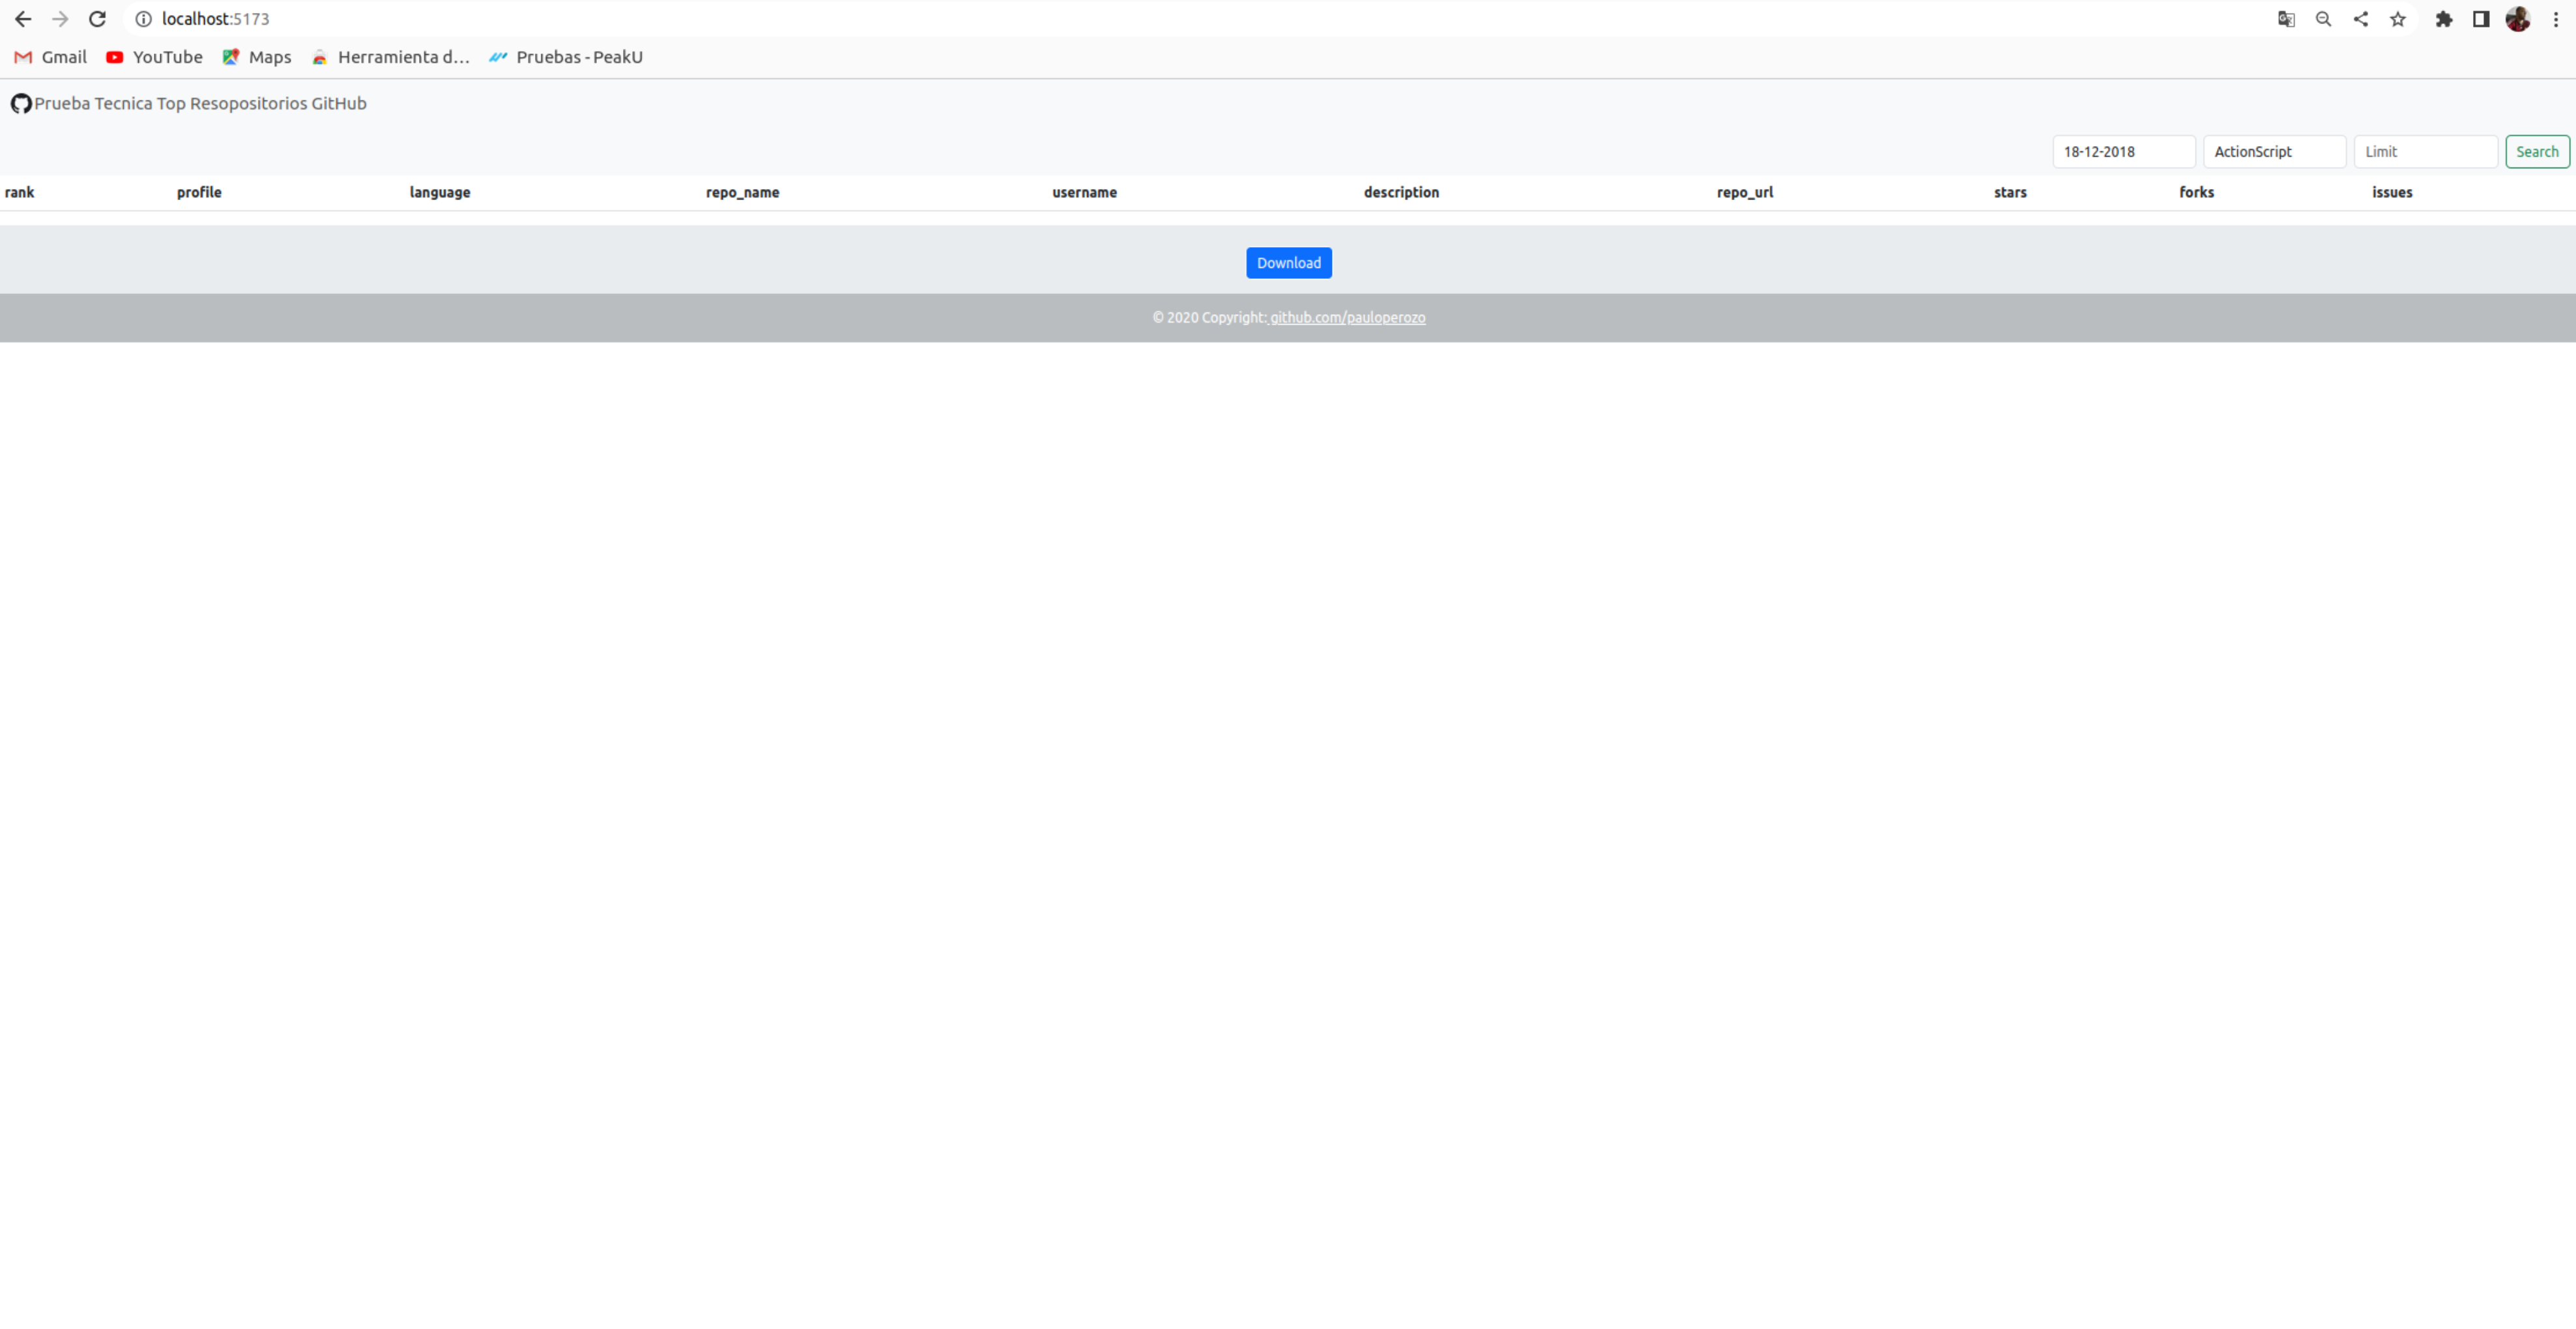 localhost:5173
Gmail YouTube Maps Herramienta d... Pruebas - PeakU
Prueba Tecnica Top Resopositorios GitHub
18-12-2018 ActionScript Limit Search
rank profile language repo_name username description repo_url stars forks issues
Download
© 2020 Copyright: github.com/pauloperozo